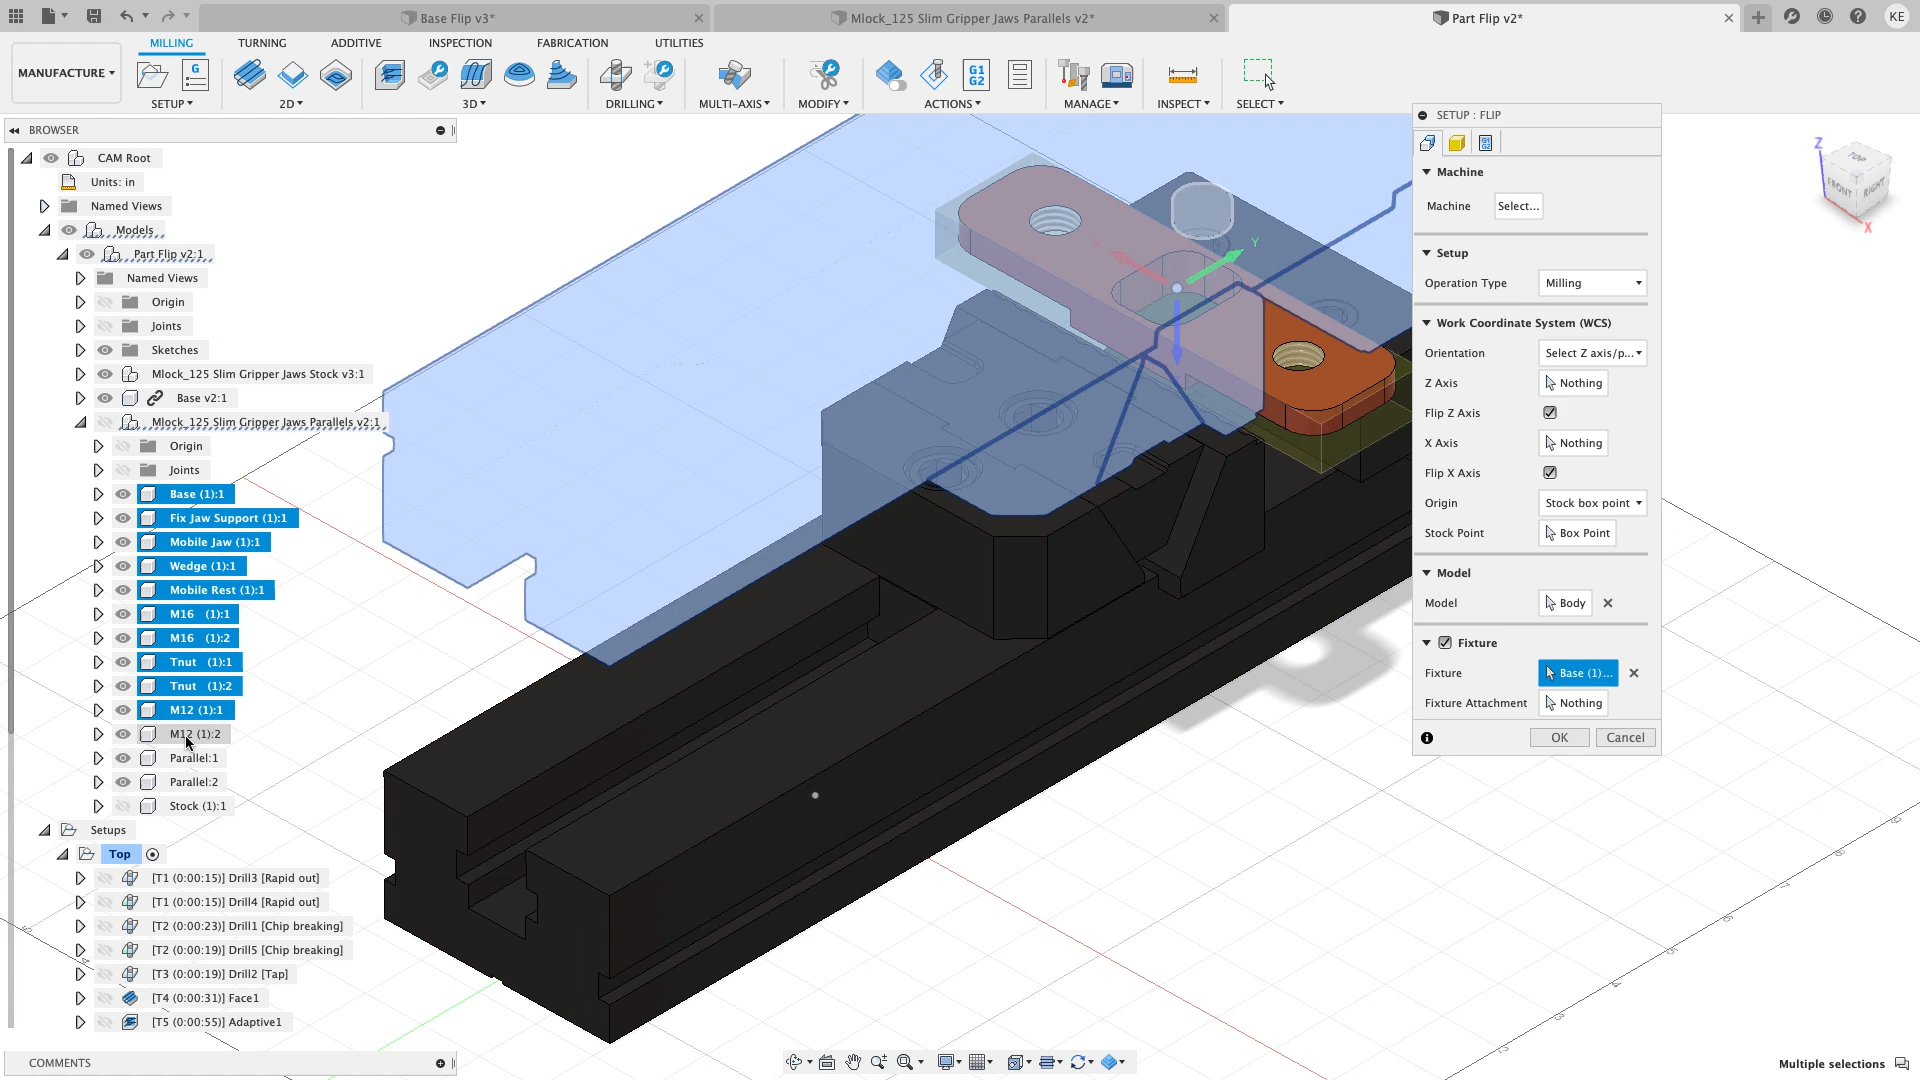 Base Flip v3*
Mlock_125 Slim Gripper Jaws Parallels v2*
Part Flip v2*
KE
MANUFACTURE
MILLING
TURNING
ADDITIVE
INSPECTION
FABRICATION
UTILITIES
G
G1
G2
SETUP
2D
3D
DRILLING
MULTI-AXIS
MODIFY
ACTIONS
MANAGE
INSPECT
SELECT
BROWSER
CAM Root
Units: in
Named Views
Models
Part Flip v2:1
Named Views
Origin
Joints
Sketches
Mlock_125 Slim Gripper Jaws Stock v3:1
Base v2:1
Mlock_125 Slim Gripper Jaws Parallels v2:1
Origin
Joints
Base (1):1
Fix Jaw Support (1):1
Mobile Jaw (1):1
Wedge (1):1
Mobile Rest (1):1
M16 (1):1
M16 (1):2
Tnut (1):1
Tnut (1):2
M12 (1):1
M12 (1):2
Parallel:1
Parallel:2
Stock (1):1
Setups
Top
[T1 (0:00:15)] Drill3 [Rapid out]
[T1 (0:00:15)] Drill4 [Rapid out]
[T2 (0:00:23)] Drill1 [Chip breaking]
[T2 (0:00:19)] Drill5 [Chip breaking]
[T3 (0:00:19)] Drill2 [Tap]
[T4 (0:00:31)] Face1
[T5 (0:00:55)] Adaptive1
COMMENTS
Y
SETUP : FLIP
Machine
Machine
Select...
Setup
Operation Type
Milling
Work Coordinate System (WCS)
Orientation
Select Z axis/p...
Z Axis
Nothing
Flip Z Axis
X Axis
Nothing
Flip X Axis
Origin
Stock box point
Stock Point
Box Point
Model
Model
Body
Fixture
Fixture
Base (1)...
Fixture Attachment
Nothing
OK
Cancel
Z
TOP
FRONT
RIGHT
X
Multiple selections